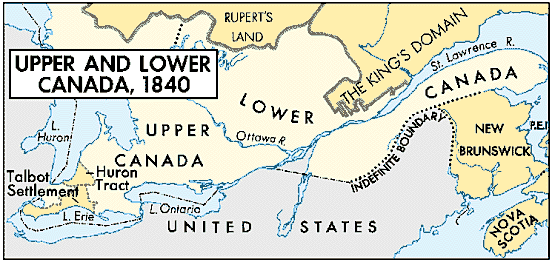 UPPER AND LOWER
CANADA, 1840
RUPERT'S
LAND
THE KING'S DOMAIN
St. Lawrence R.
CANADA
LOWER
UPPER
CANADA
Ottawa R.
L.
Huron
Talbot
Settlement
Huron
Tract
L. Erie
L. Ontario
INDEFINITE BOUNDARY
NEW
BRUNSWICK
P.E.I.
NOVA
SCOTIA
UNITED STATES